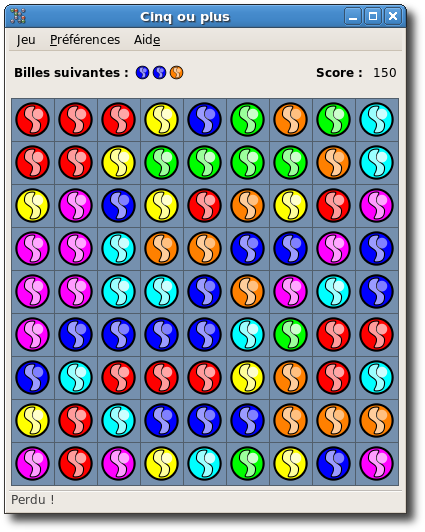 Cinq ou plus
Jeu Préférences Aide
Billes suivantes : Score : 150
Perdu !